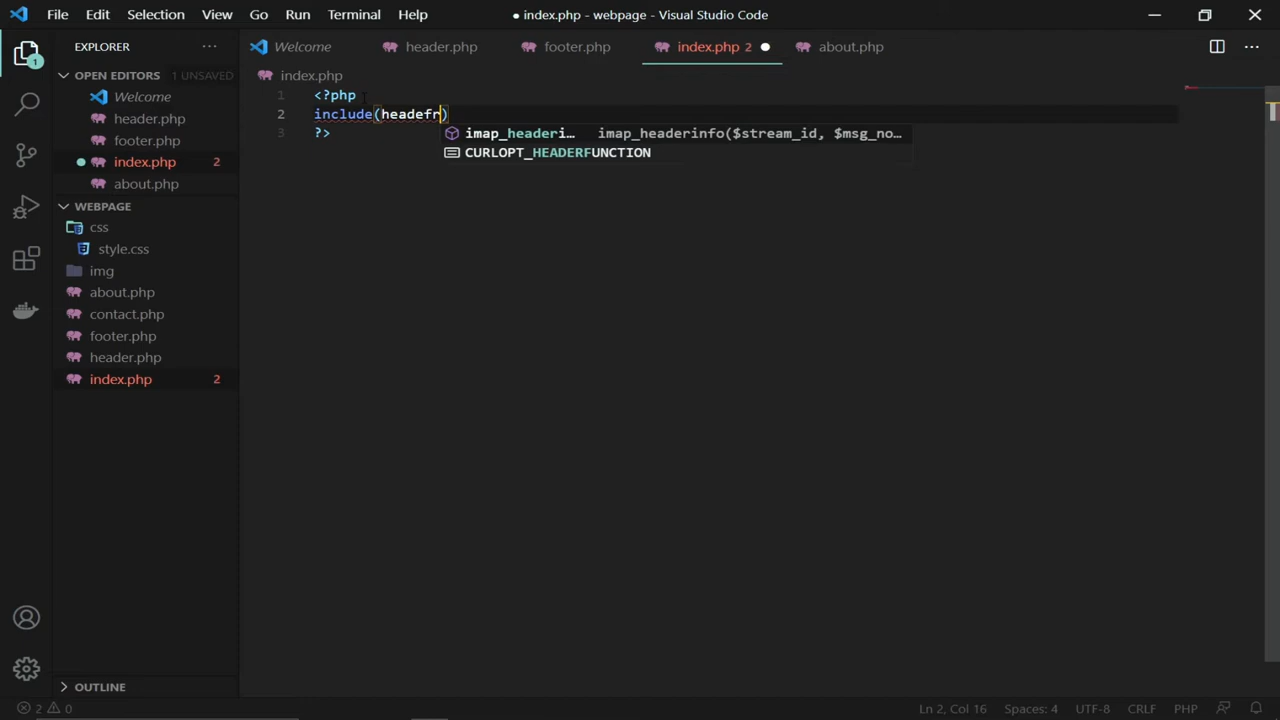 File Edit Selection View Go Run Terminal Help
● index.php - webpage - Visual Studio Code
EXPLORER ···
OPEN EDITORS 1 UNSAVED
Welcome
header.php
footer.php
index.php 2
about.php
WEBPAGE
css
style.css
img
about.php
contact.php
footer.php
header.php
index.php 2
OUTLINE
1
Welcome header.php footer.php index.php 2 about.php ···
index.php
1 <?php
2 include(headefr)
3 ?>
imap_headeri… imap_headerinfo($stream_id, $msg_no…
CURLOPT_HEADERFUNCTION
2 0 Ln 2, Col 16 Spaces: 4 UTF-8 CRLF PHP